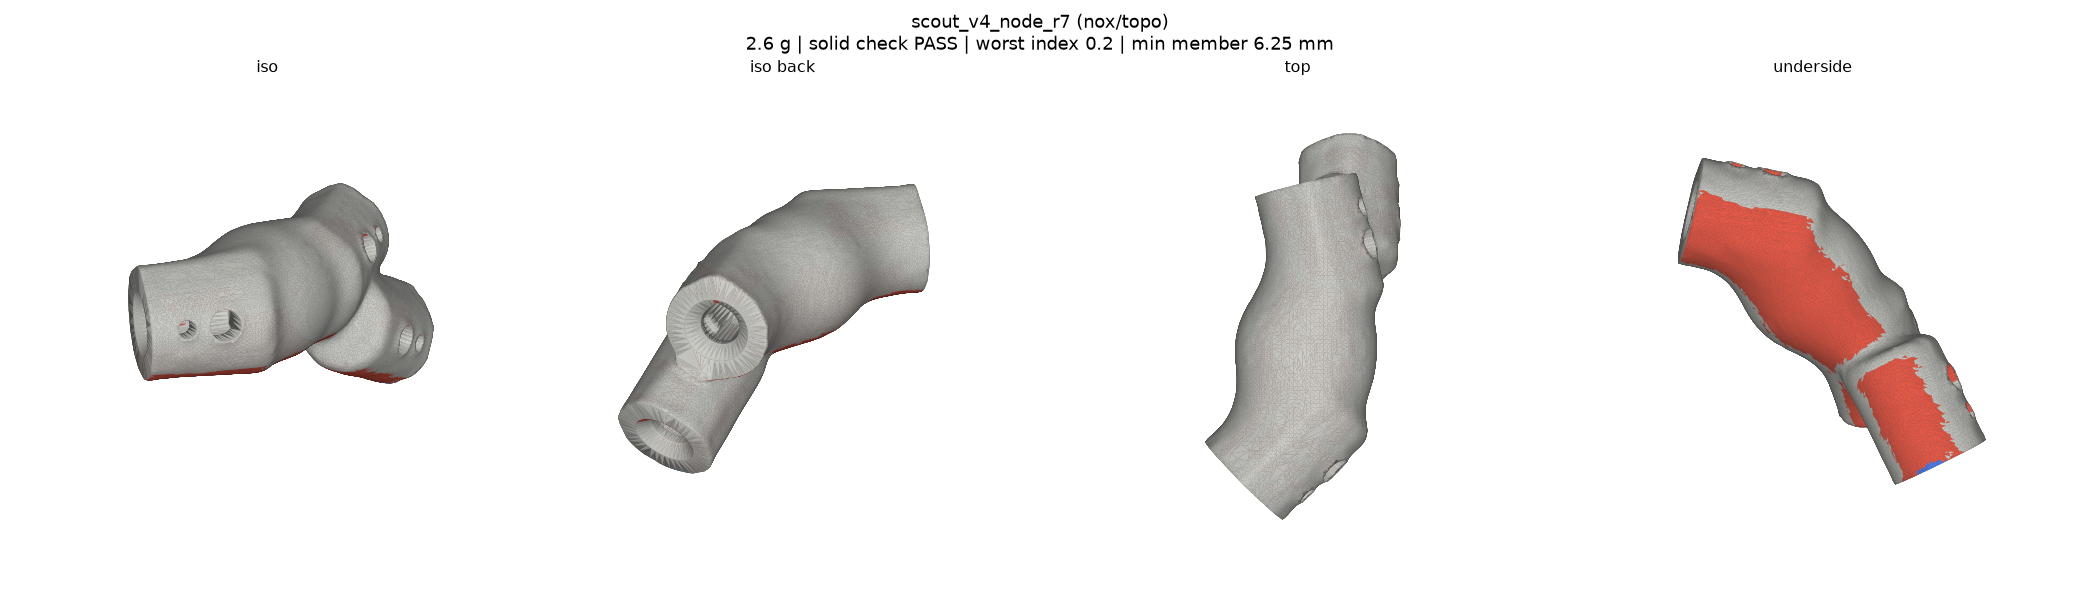 scout_v4_node_r7 (nox/topo)
2.6 g | solid check PASS | worst index 0.2 | min member 6.25 mm
iso
iso back
top
underside